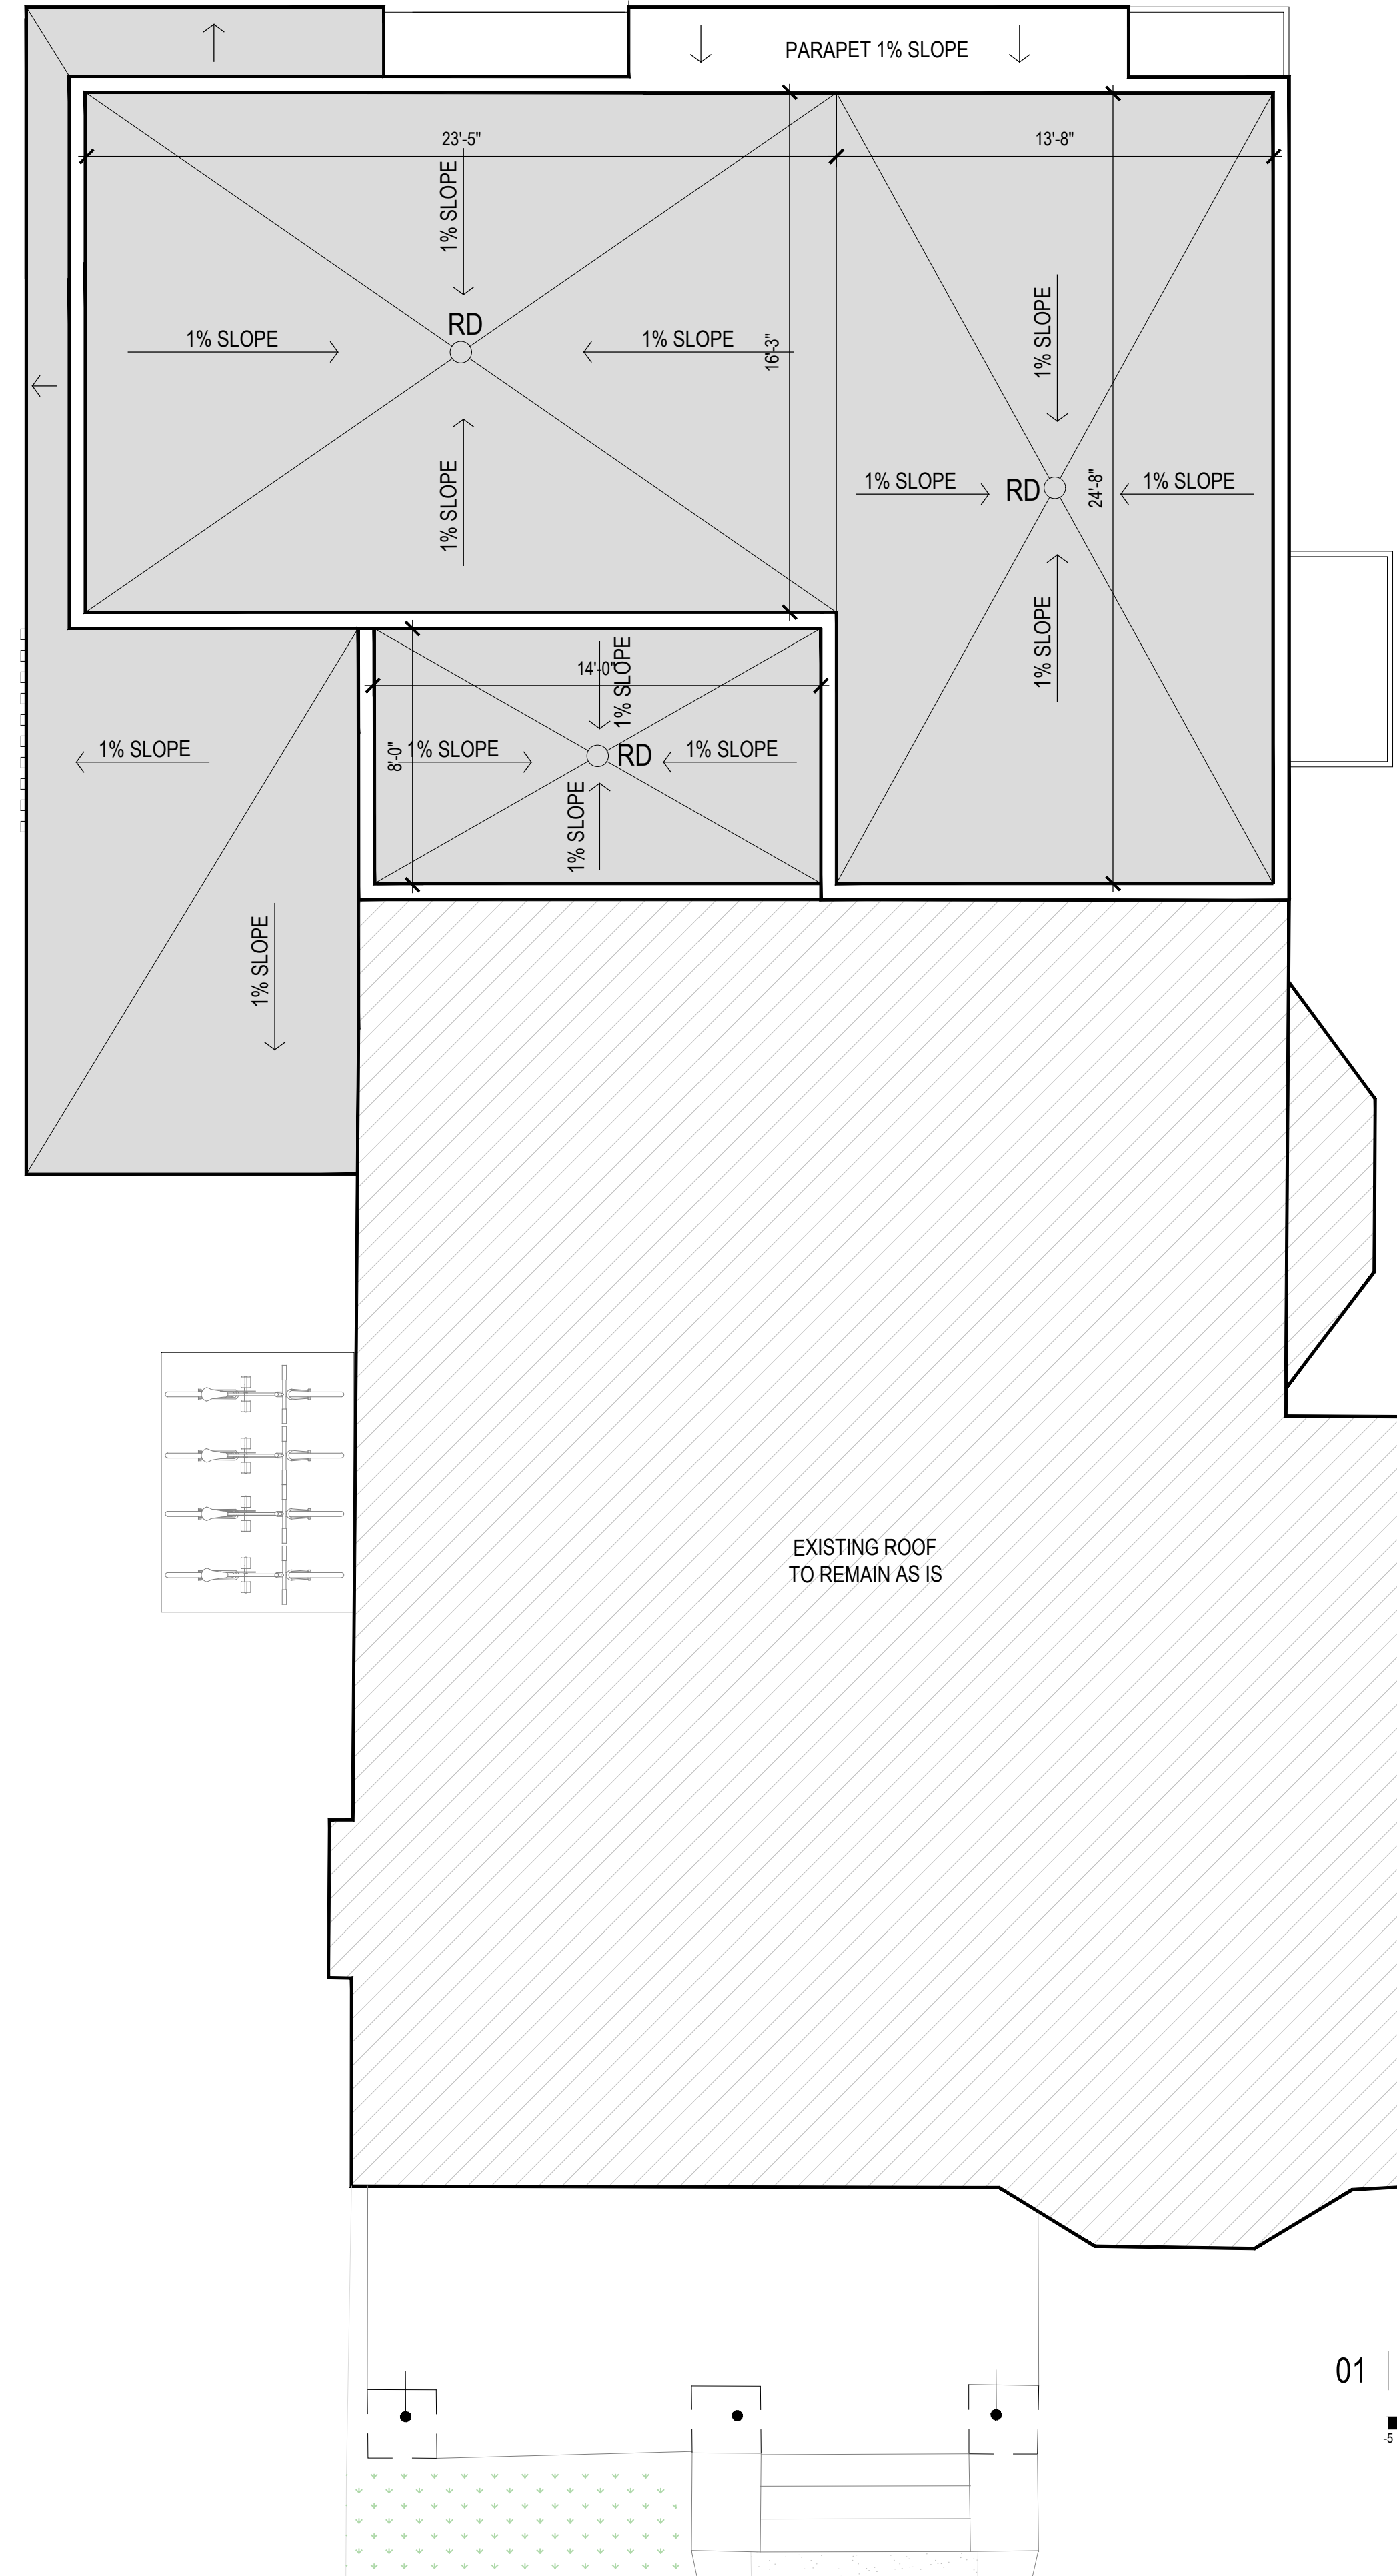 PARAPET 1% SLOPE
23'-5"
13'-8"
1% SLOPE
RD
1% SLOPE
1% SLOPE
16'-3"
1% SLOPE
1% SLOPE
1% SLOPE
RD
24'-8"
1% SLOPE
1% SLOPE
14'-0"
1% SLOPE
1% SLOPE
8'-0"
1% SLOPE
RD
1% SLOPE
1% SLOPE
1% SLOPE
EXISTING ROOF
TO REMAIN AS IS
01
-5